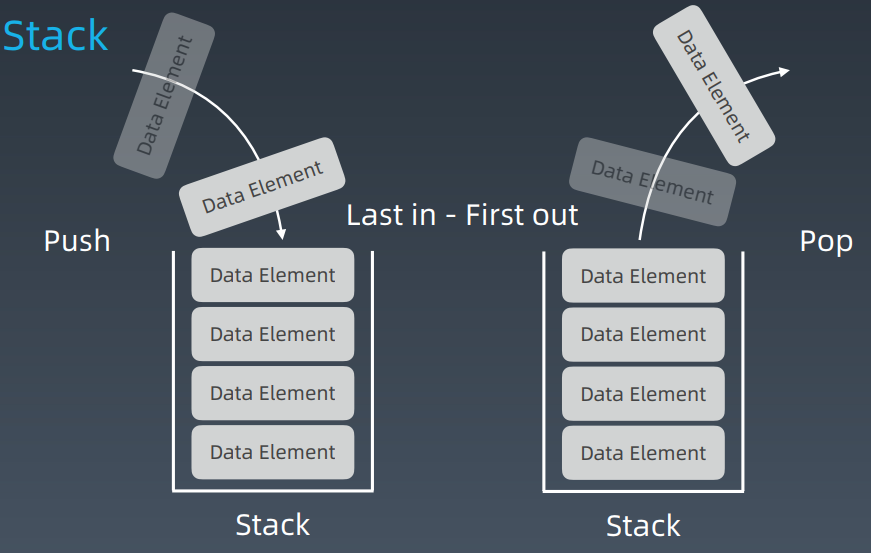 Stack
Data Element
Data Element
Push
Data Element
Data Element
Data Element
Data Element
Stack
Last in - First out
Data Element
Data Element
Pop
Data Element
Data Element
Data Element
Data Element
Stack